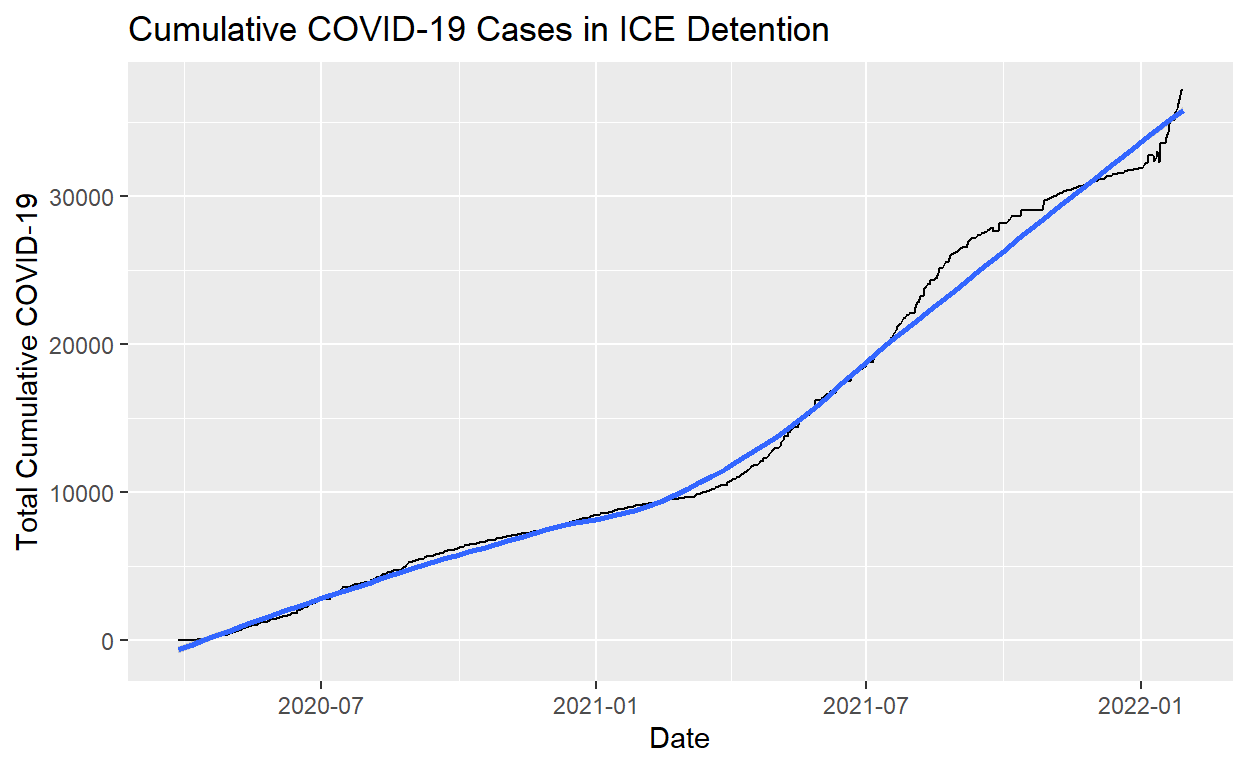 Cumulative COVID-19 Cases in ICE Detention
Total Cumulative COVID-19
30000
20000
10000
0
2020-07
2021-01
2021-07
2022-01
Date